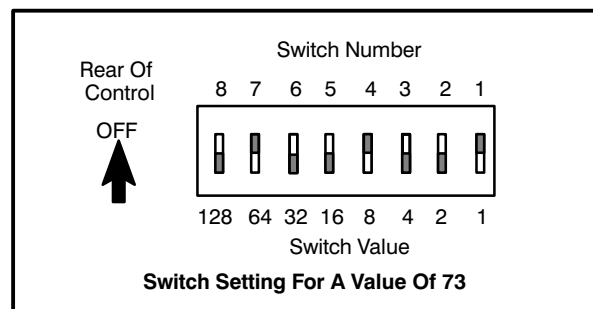 Switch Number
Rear Of
Control
8 7 6 5 4 3 2 1
OFF
128 64 32 16 8 4 2 1
Switch Value
Switch Setting For A Value Of 73